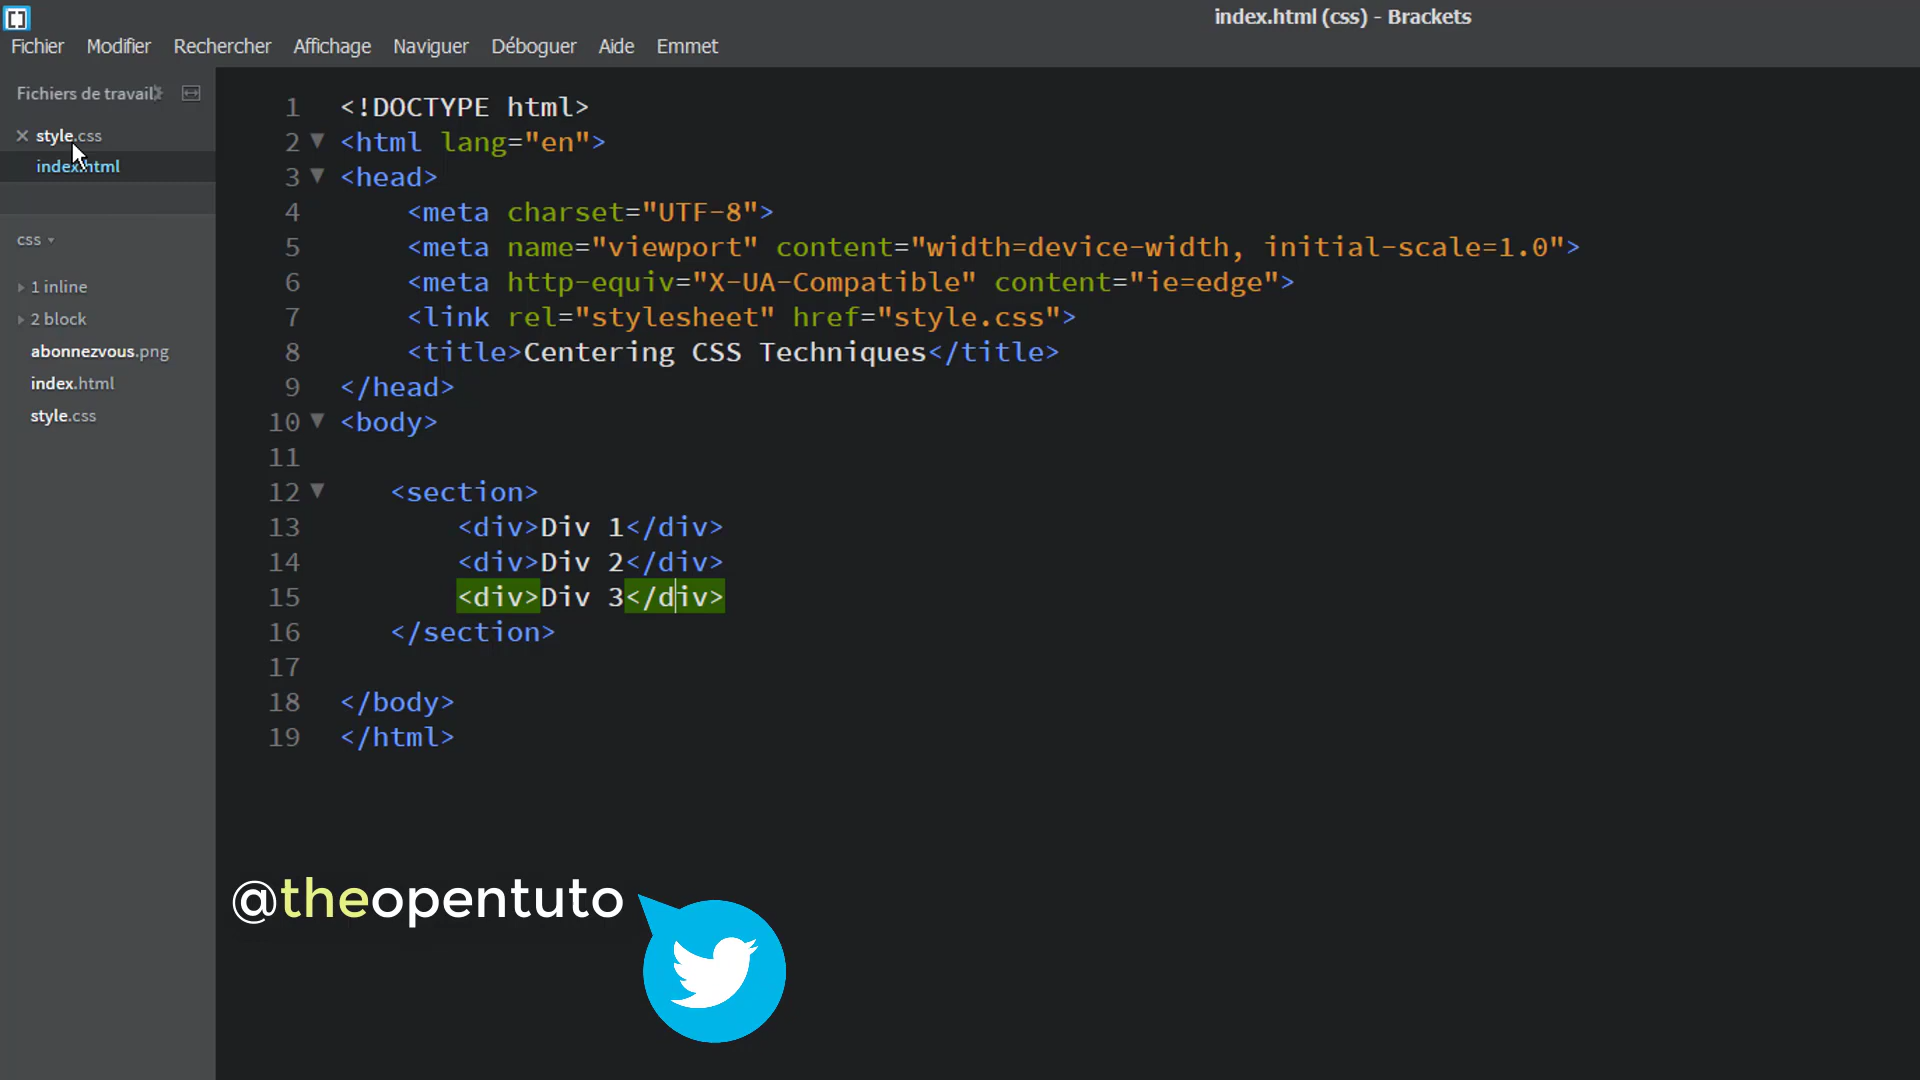 index.html (css) - Brackets
Fichier Modifier Rechercher Affichage Naviguer Déboguer Aide Emmet
Fichiers de travail
style.css
index.html
css
1 inline
2 block
abonnezvous.png
index.html
style.css
1 <!DOCTYPE html>
2 <html lang="en">
3 <head>
4 <meta charset="UTF-8">
5 <meta name="viewport" content="width=device-width, initial-scale=1.0">
6 <meta http-equiv="X-UA-Compatible" content="ie=edge">
7 <link rel="stylesheet" href="style.css">
8 <title>Centering CSS Techniques</title>
9 </head>
10 <body>
11
12 <section>
13 <div>Div 1</div>
14 <div>Div 2</div>
15 <div>Div 3</div>
16 </section>
17
18 </body>
19 </html>
@theopentuto